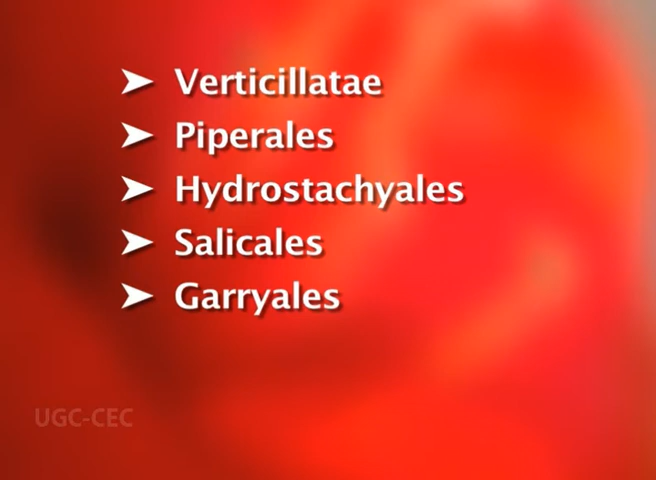 ➤ Verticillatae
➤ Piperales
➤ Hydrostachyales
➤ Salicales
➤ Garryales
UGC-CEC